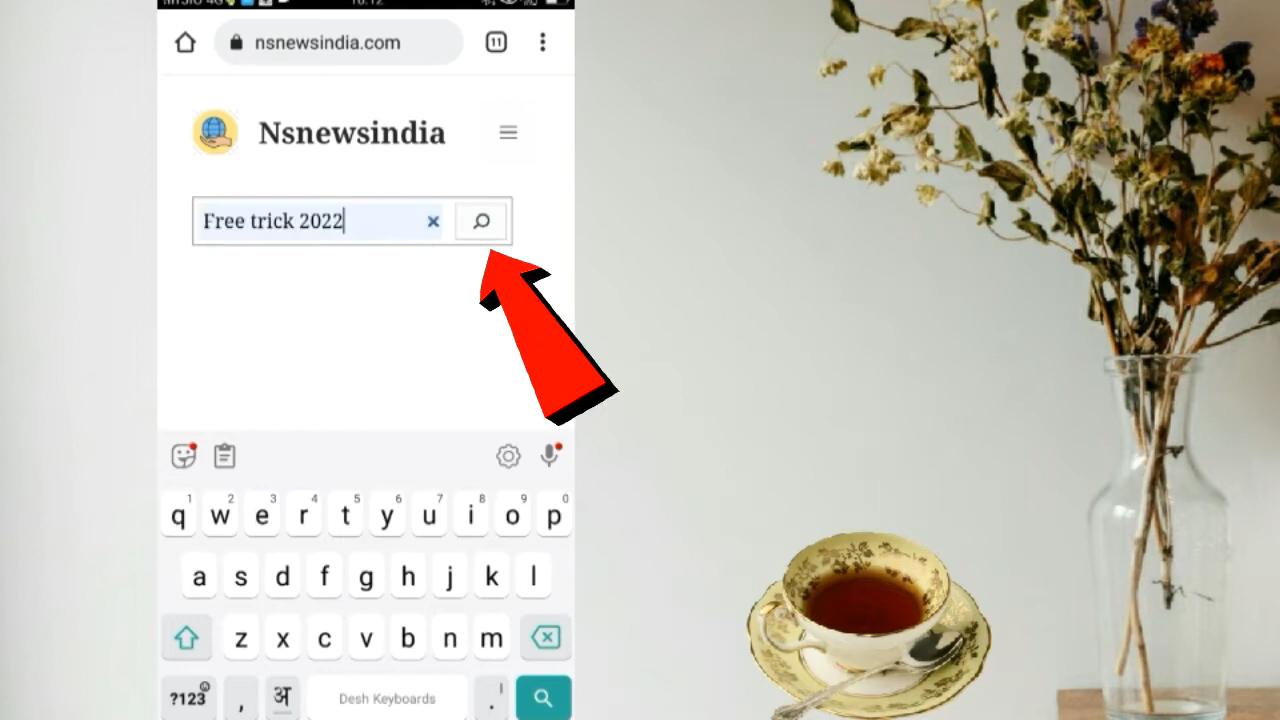 nsnewsindia.com
11
Nsnewsindia
Free trick 2022
1 2 3 4 5 6 7 8 9 0
q w e r t y u i o p
a s d f g h j k l
z x c v b n m
?123 , अ Desh Keyboards .